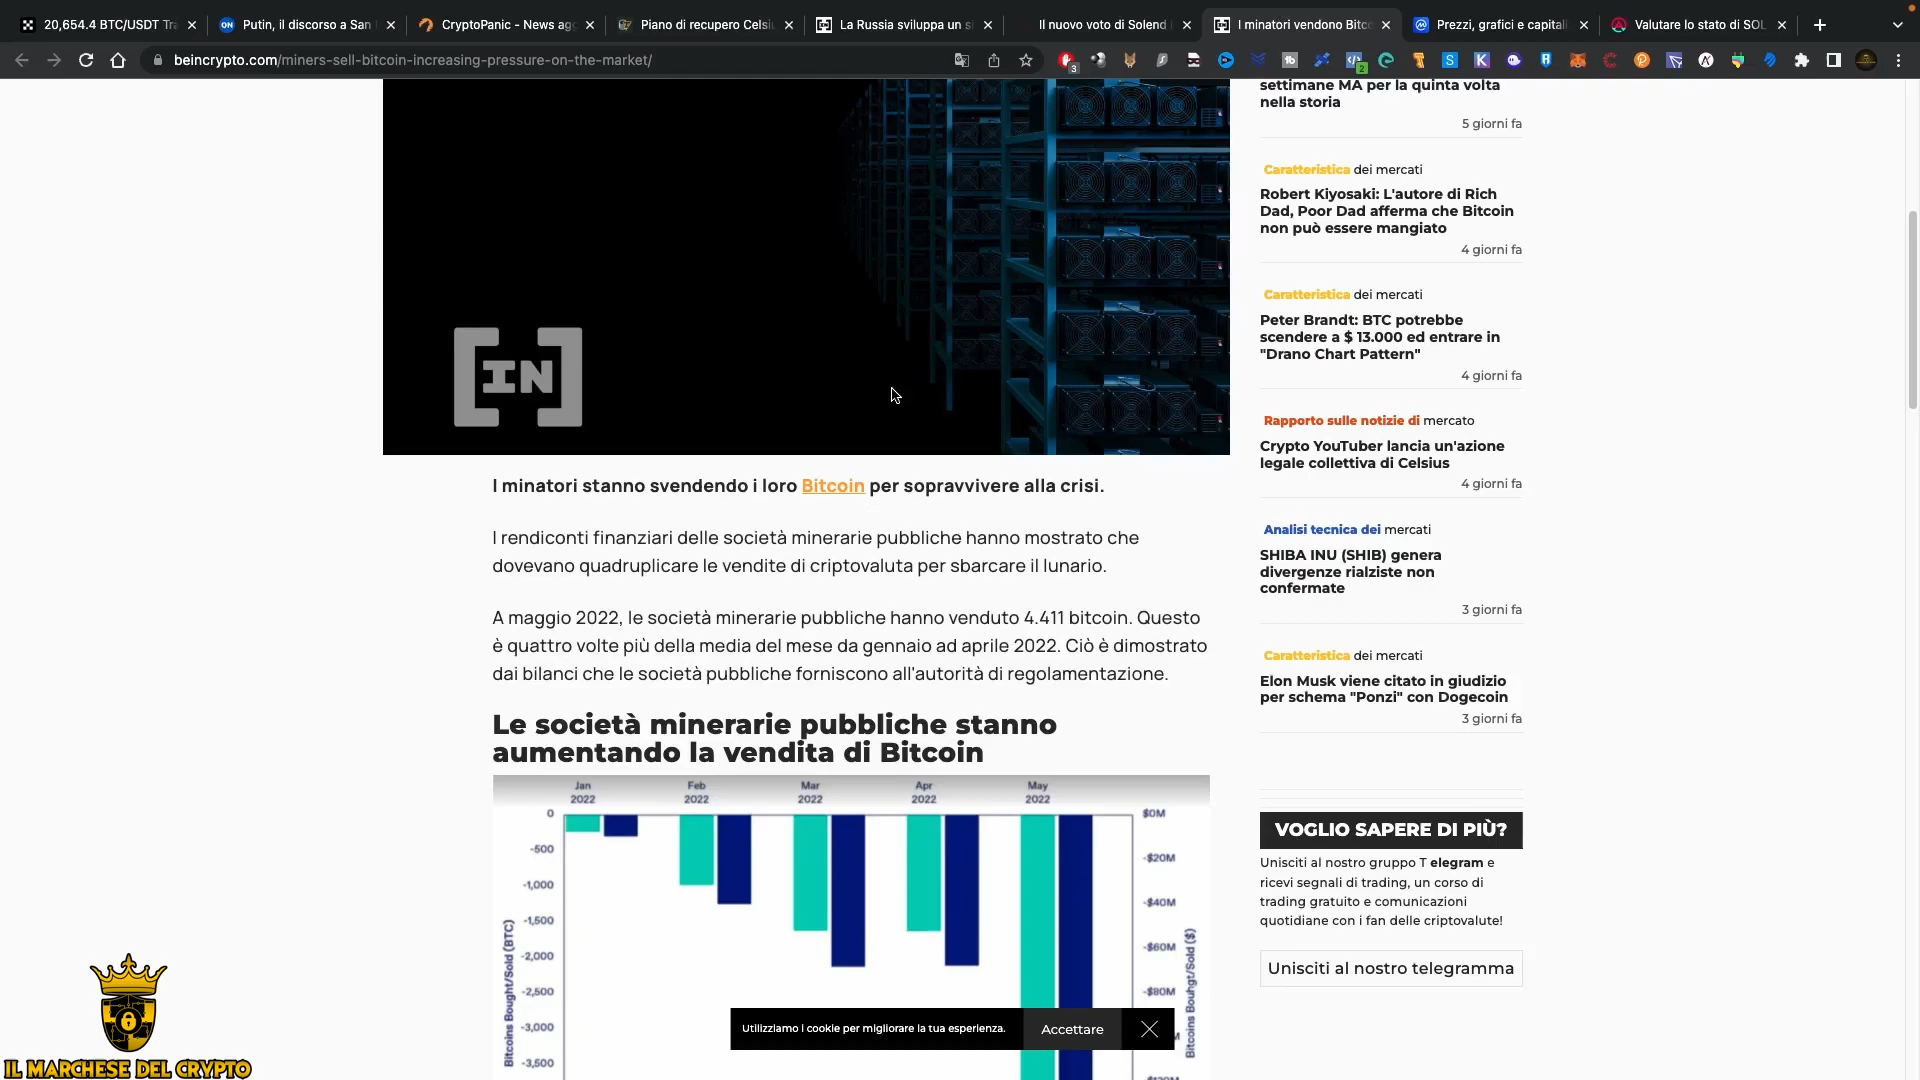 20,654.4 BTC/USDT Tra
Putin, il discorso a San
CryptoPanic - News agg
Piano di recupero Celsiu
La Russia sviluppa un si
Il nuovo voto di Solend
I minatori vendono Bitco
Prezzi, grafici e capitali
Valutare lo stato di SOL
beincrypto.com/miners-sell-bitcoin-increasing-pressure-on-the-market/
3
2
IN
I minatori stanno svendendo i loro Bitcoin per sopravvivere alla crisi.
I rendiconti finanziari delle società minerarie pubbliche hanno mostrato che
dovevano quadruplicare le vendite di criptovaluta per sbarcare il lunario.
A maggio 2022, le società minerarie pubbliche hanno venduto 4.411 bitcoin. Questo
è quattro volte più della media del mese da gennaio ad aprile 2022. Ciò è dimostrato
dai bilanci che le società pubbliche forniscono all'autorità di regolamentazione.
Le società minerarie pubbliche stanno
aumentando la vendita di Bitcoin
Jan
2022
Feb
2022
Mar
2022
Apr
2022
May
2022
0
-500
-1,000
-1,500
-2,000
-2,500
-3,000
-3,500
Bitcoins Bought/Sold (BTC)
$0M
-$20M
-$40M
-$60M
-$80M
Bitcoins Bouhgt/Sold ($)
Utilizziamo i cookie per migliorare la tua esperienza.
Accettare
settimane MA per la quinta volta
nella storia
5 giorni fa
Caratteristica dei mercati
Robert Kiyosaki: L'autore di Rich
Dad, Poor Dad afferma che Bitcoin
non può essere mangiato
4 giorni fa
Caratteristica dei mercati
Peter Brandt: BTC potrebbe
scendere a $ 13.000 ed entrare in
"Drano Chart Pattern"
4 giorni fa
Rapporto sulle notizie di mercato
Crypto YouTuber lancia un'azione
legale collettiva di Celsius
4 giorni fa
Analisi tecnica dei mercati
SHIBA INU (SHIB) genera
divergenze rialziste non
confermate
3 giorni fa
Caratteristica dei mercati
Elon Musk viene citato in giudizio
per schema "Ponzi" con Dogecoin
3 giorni fa
VOGLIO SAPERE DI PIÙ?
Unisciti al nostro gruppo T elegram e
ricevi segnali di trading, un corso di
trading gratuito e comunicazioni
quotidiane con i fan delle criptovalute!
Unisciti al nostro telegramma
IL MARCHESE DEL CRYPTO